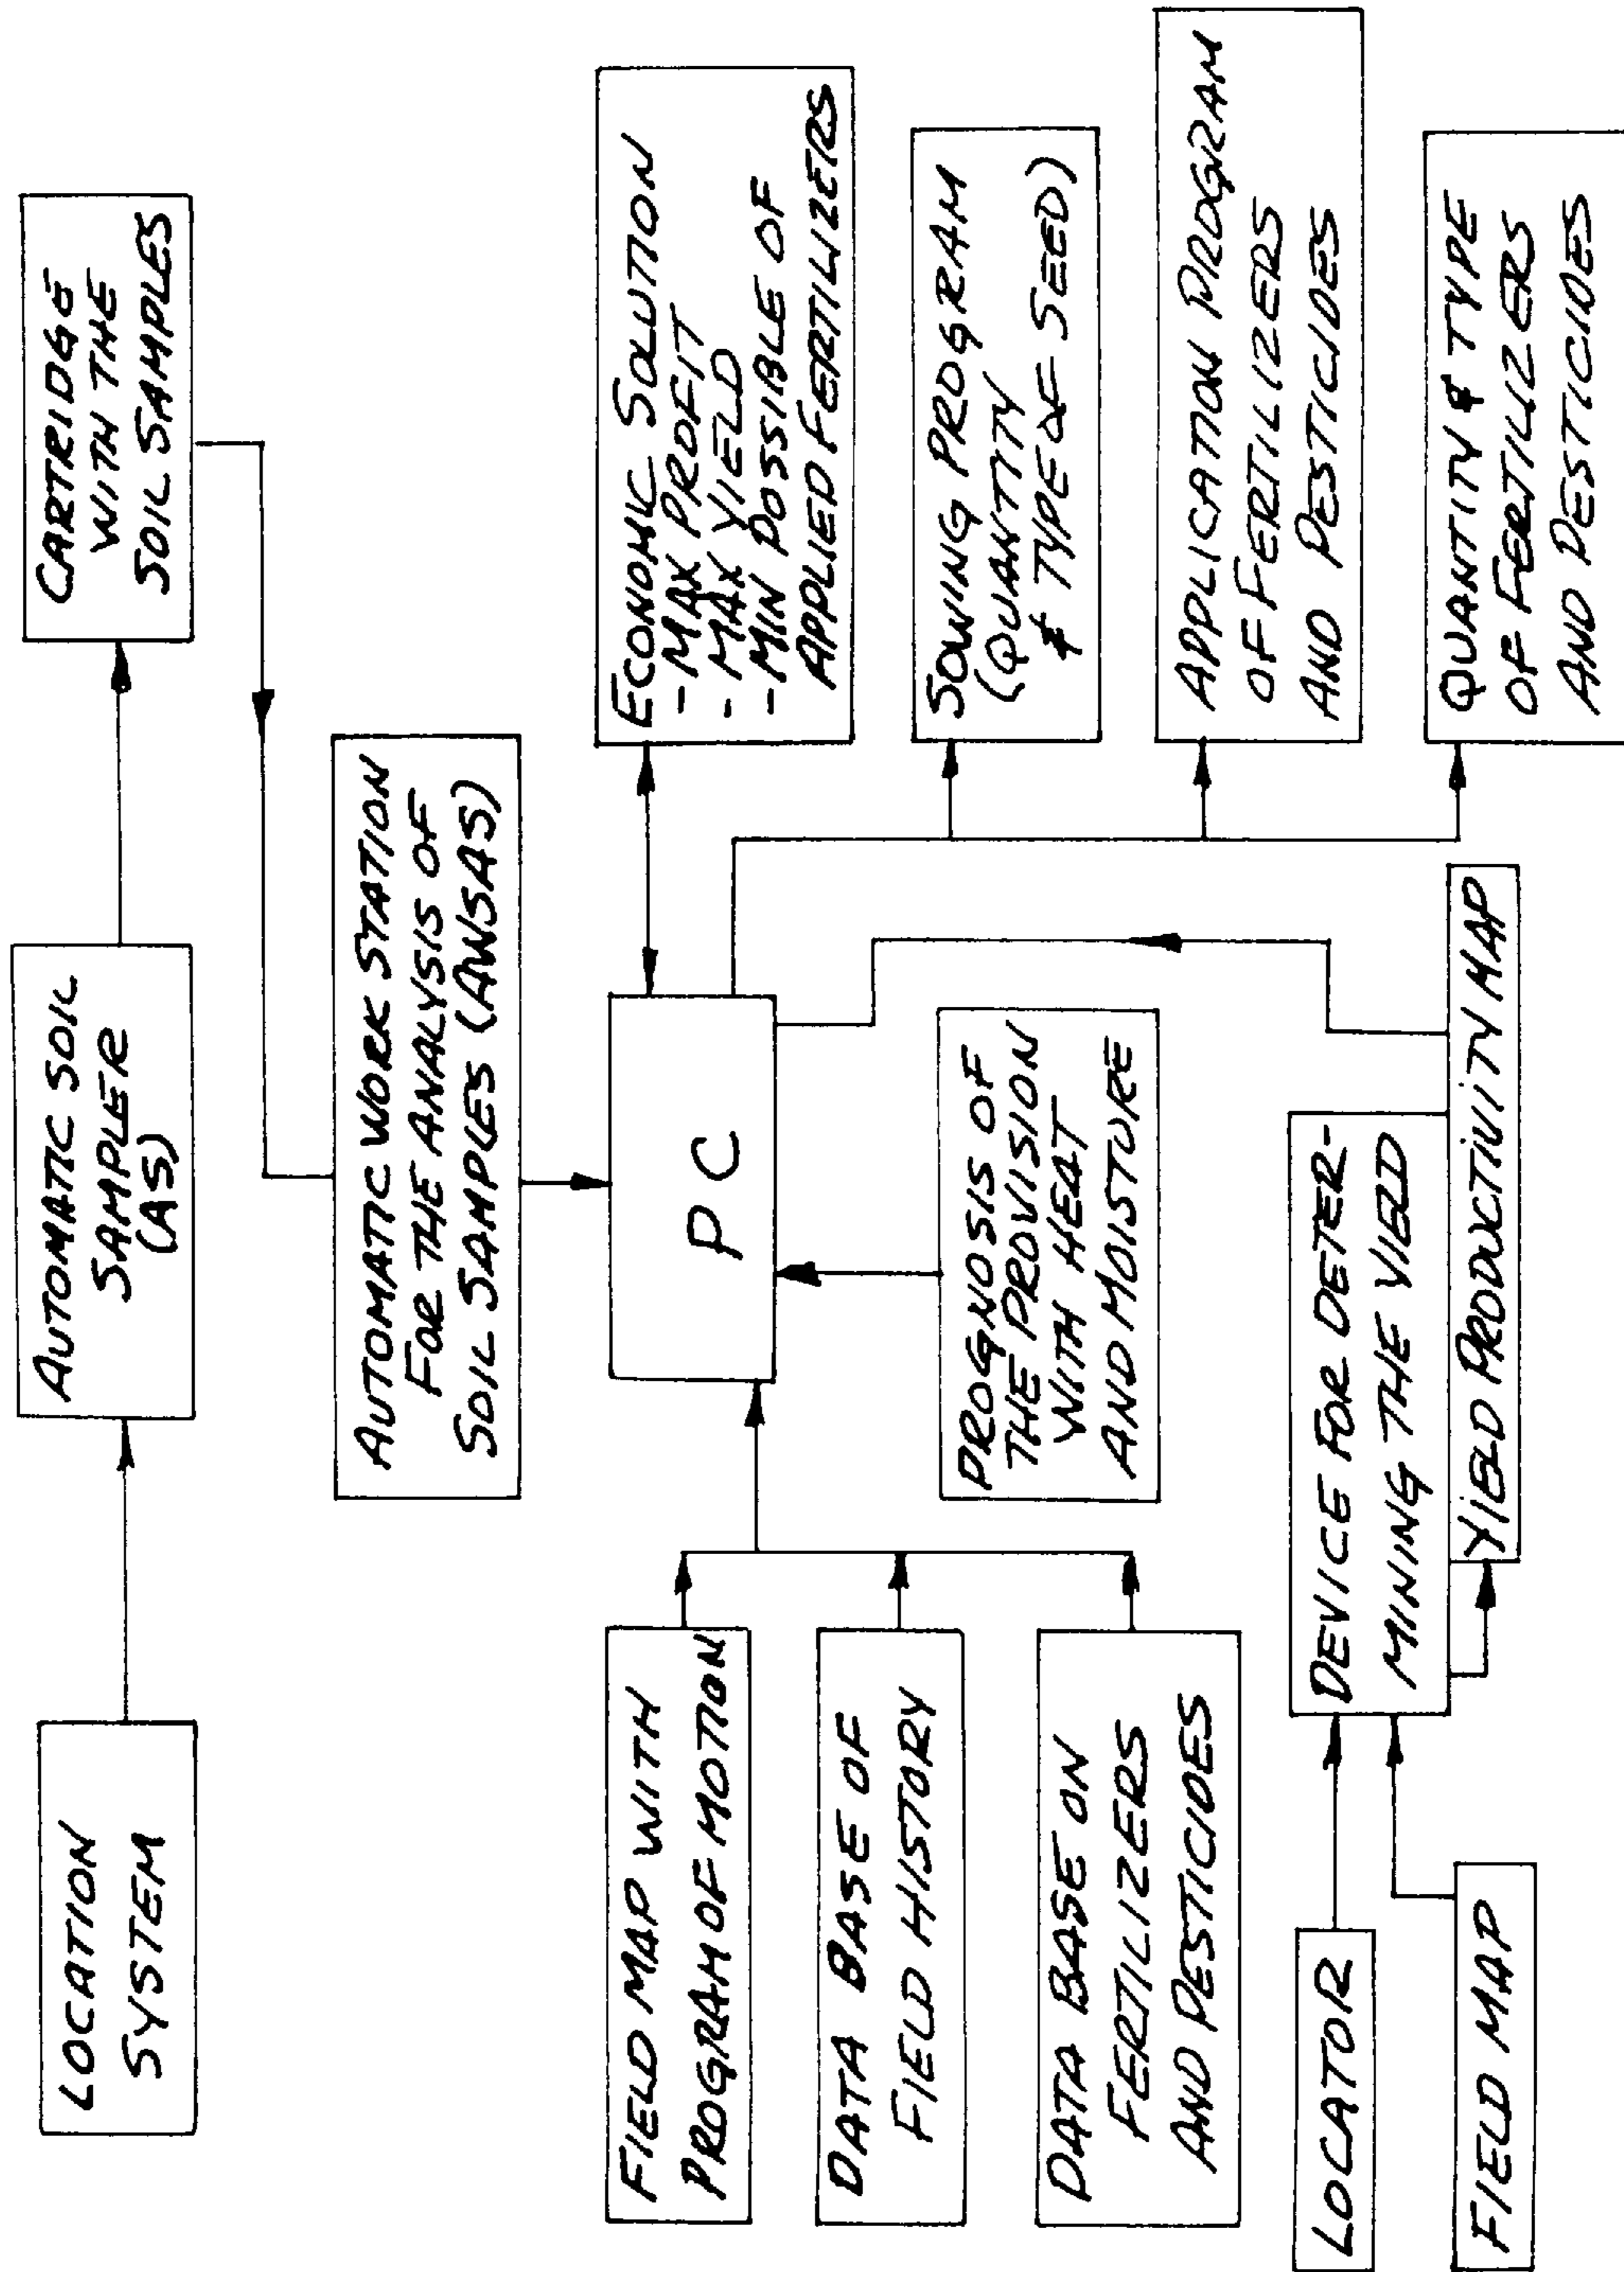 LOCATION
SYSTEM
AUTOMATIC SOIL
SAMPLER
(AS)
CARTRIDGE
WITH THE
SOIL SAMPLES
AUTOMATIC WORK STATION
FOR THE ANALYSIS OF
SOIL SAMPLES (AWSAS)
FIELD MAP WITH
PROGRAM OF MOTION
PC
ECONOMIC SOLUTION
- MAX PROFIT
- MAX YIELD
- MIN POSSIBLE OF
APPLIED FERTILIZERS
DATA BASE OF
FIELD HISTORY
PROGNOSIS OF
THE PROVISION
WITH HEAT
AND MOISTURE
SOWING PROGRAM
(QUANTITY
& TYPE OF SEED)
DATA BASE ON
FERTILIZERS
AND PESTICIDES
APPLICATION PROGRAM
OF FERTILIZERS
AND PESTICIDES
LOCATOR
DEVICE FOR DETER-
MINING THE YIELD
FIELD MAP
YIELD PRODUCTIVITY MAP
QUANTITY & TYPE
OF FERTILIZERS
AND PESTICIDES